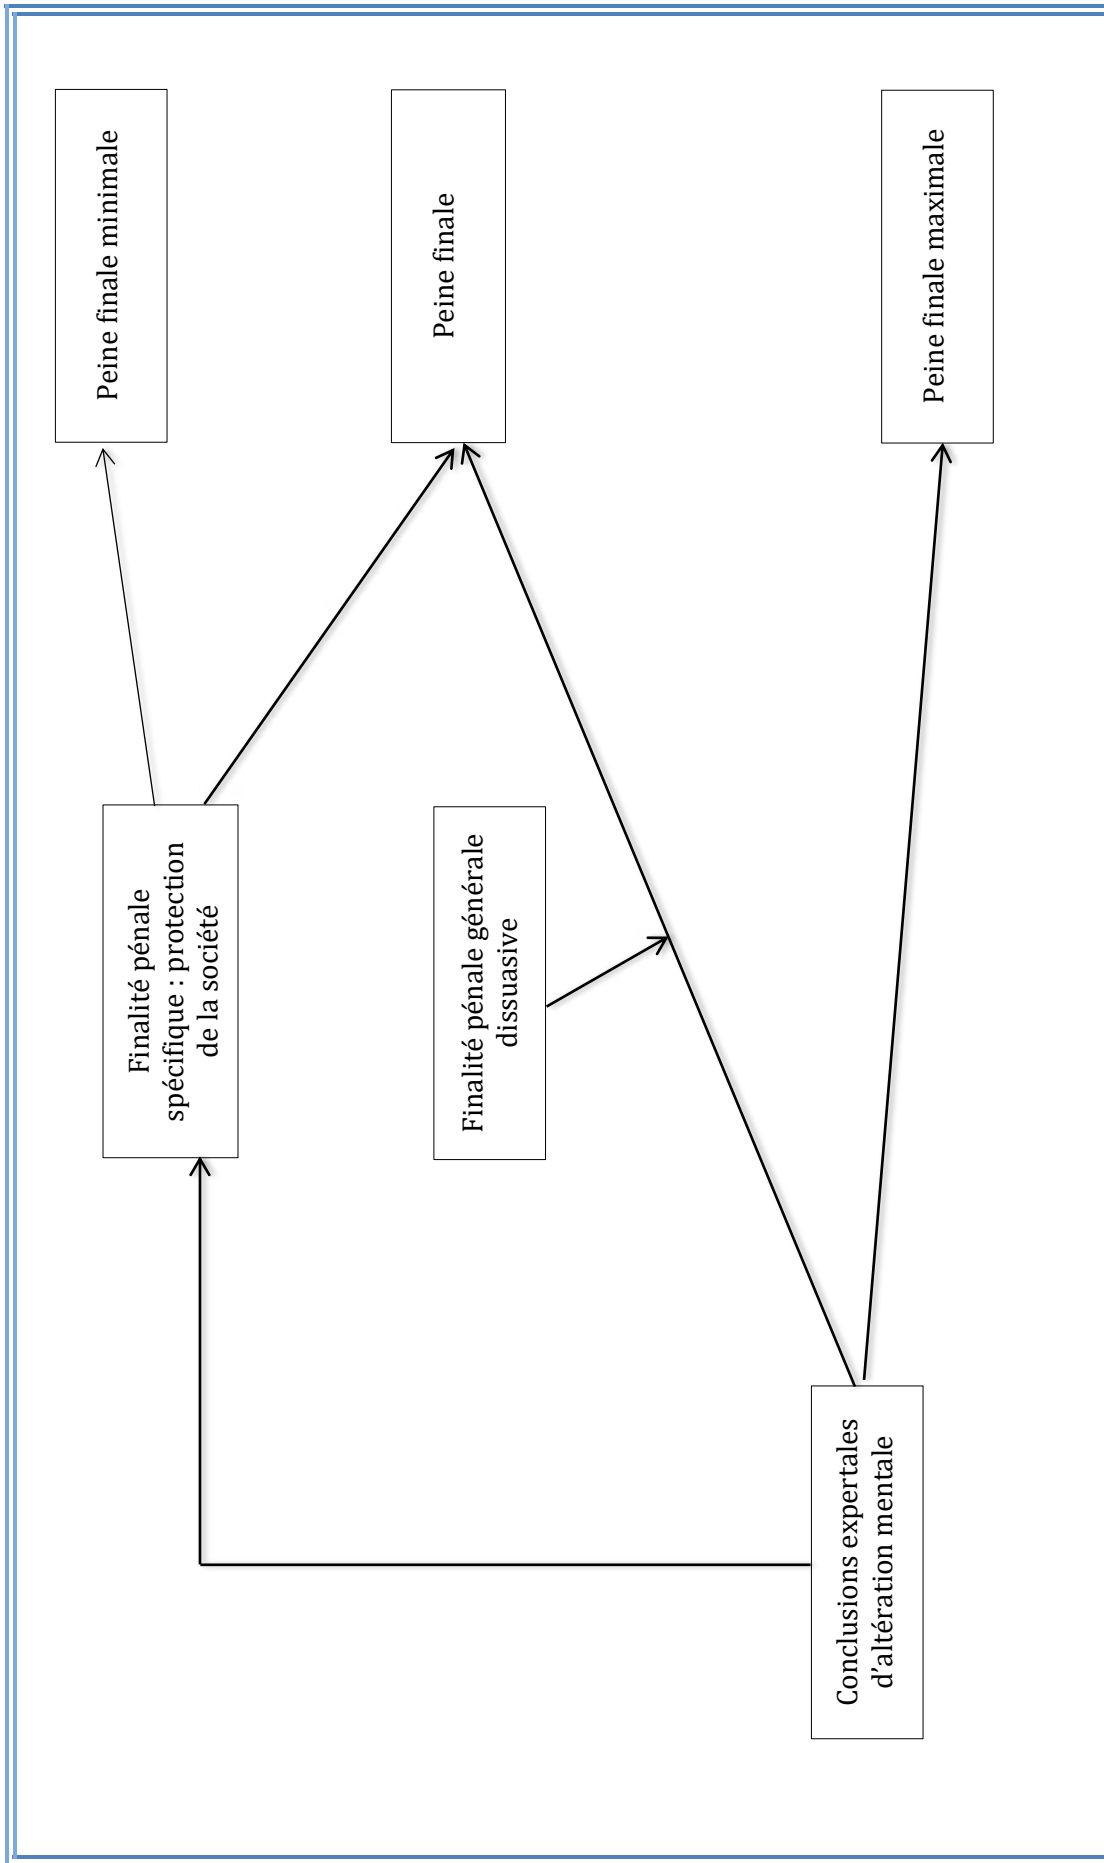 Peine finale minimale
Finalité pénale
spécifique : protection
de la société
Peine finale
Finalité pénale générale
dissuasive
Conclusions expertales
d'altération mentale
Peine finale maximale